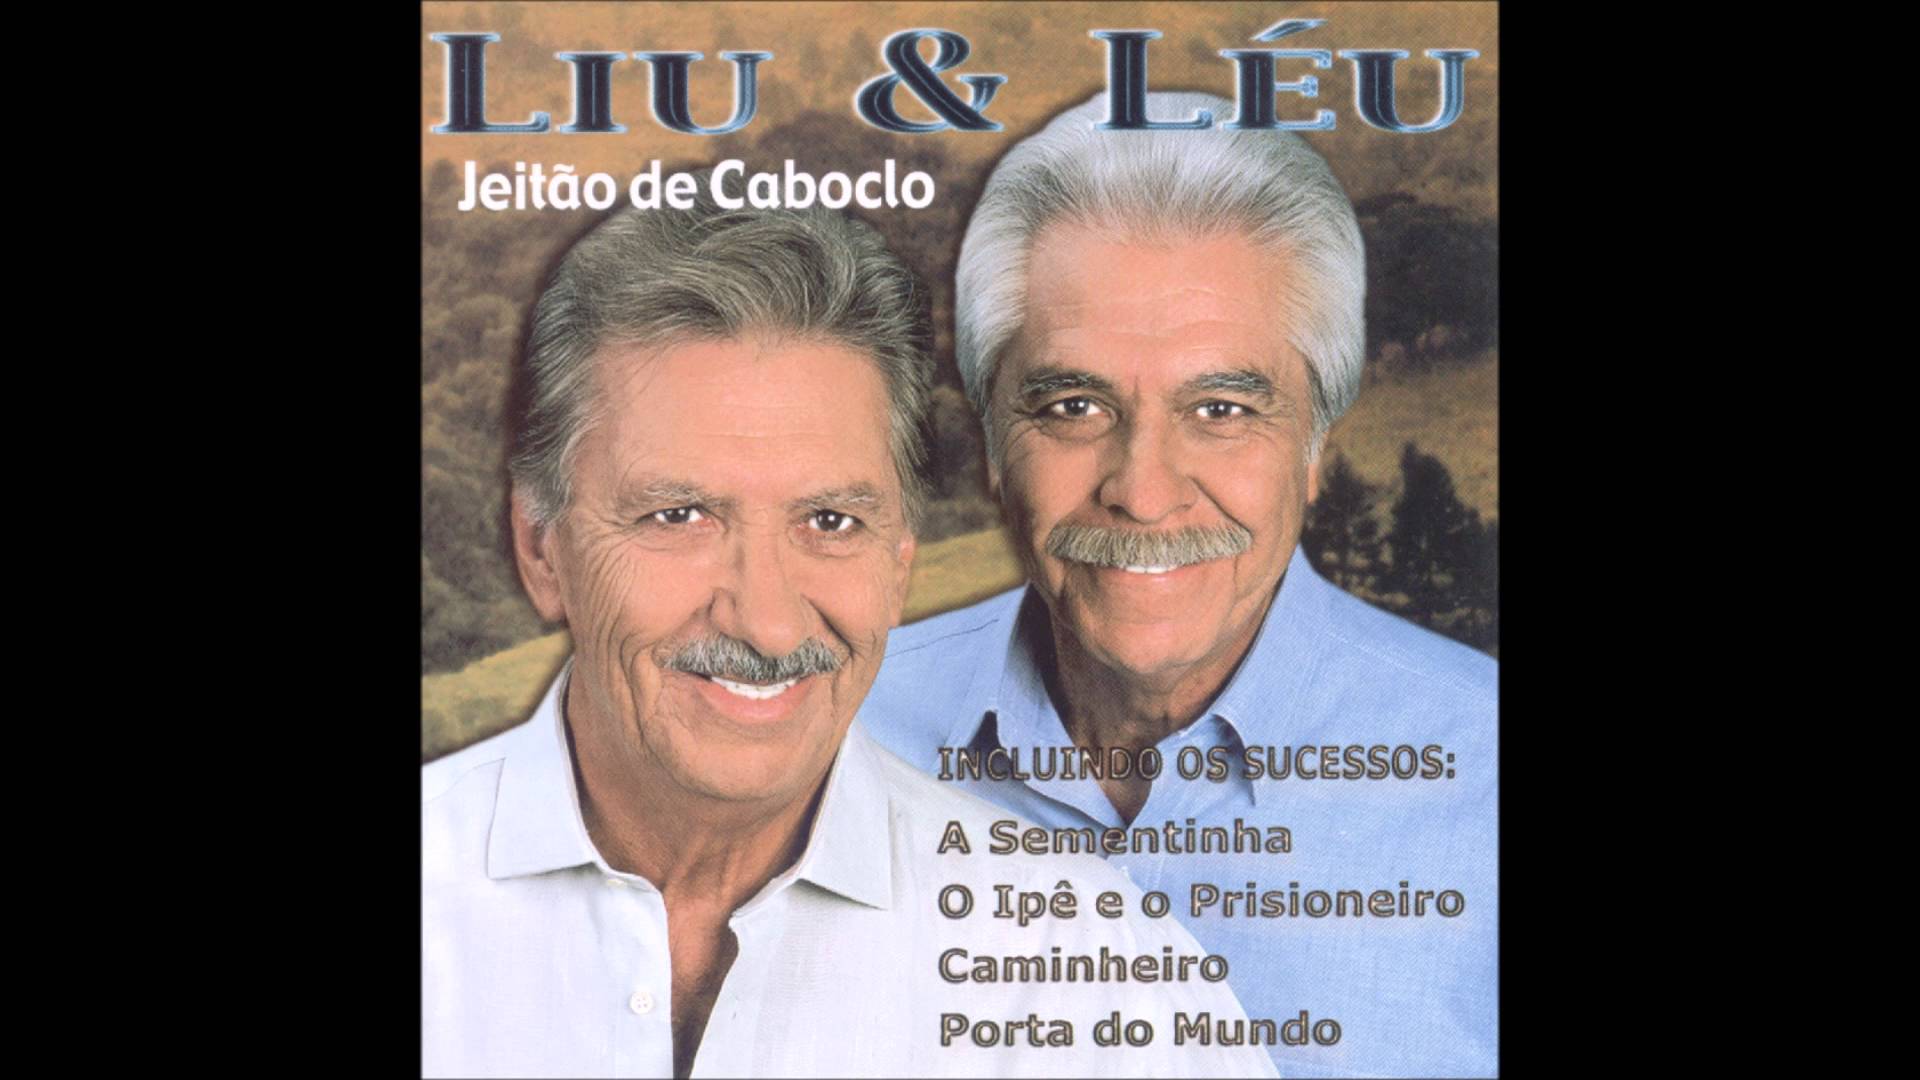 LIU & LÉU
Jeitão de Caboclo
INCLUINDO OS SUCESSOS:
A Sementinha
O Ipê e o Prisioneiro
Caminheiro
Porta do Mundo